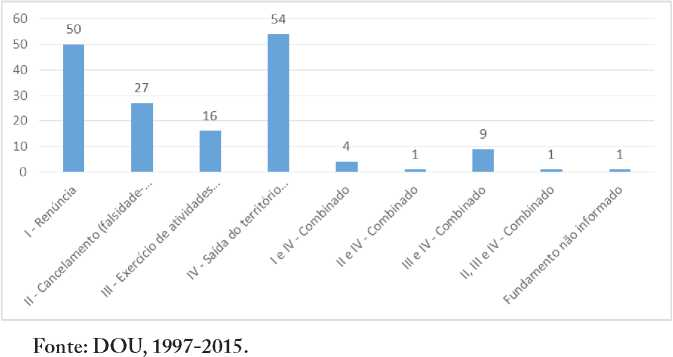 60
50
40
30
20
10
0
50
27
16
54
4
1
9
1
1
I - Renúncia
II - Cancelamento (falsidade-...
III - Exercício de atividades...
IV - Saída do território...
I e IV - Combinado
II e IV - Combinado
III e IV - Combinado
II, III e IV - Combinado
Fundamento não informado
Fonte: DOU, 1997-2015.